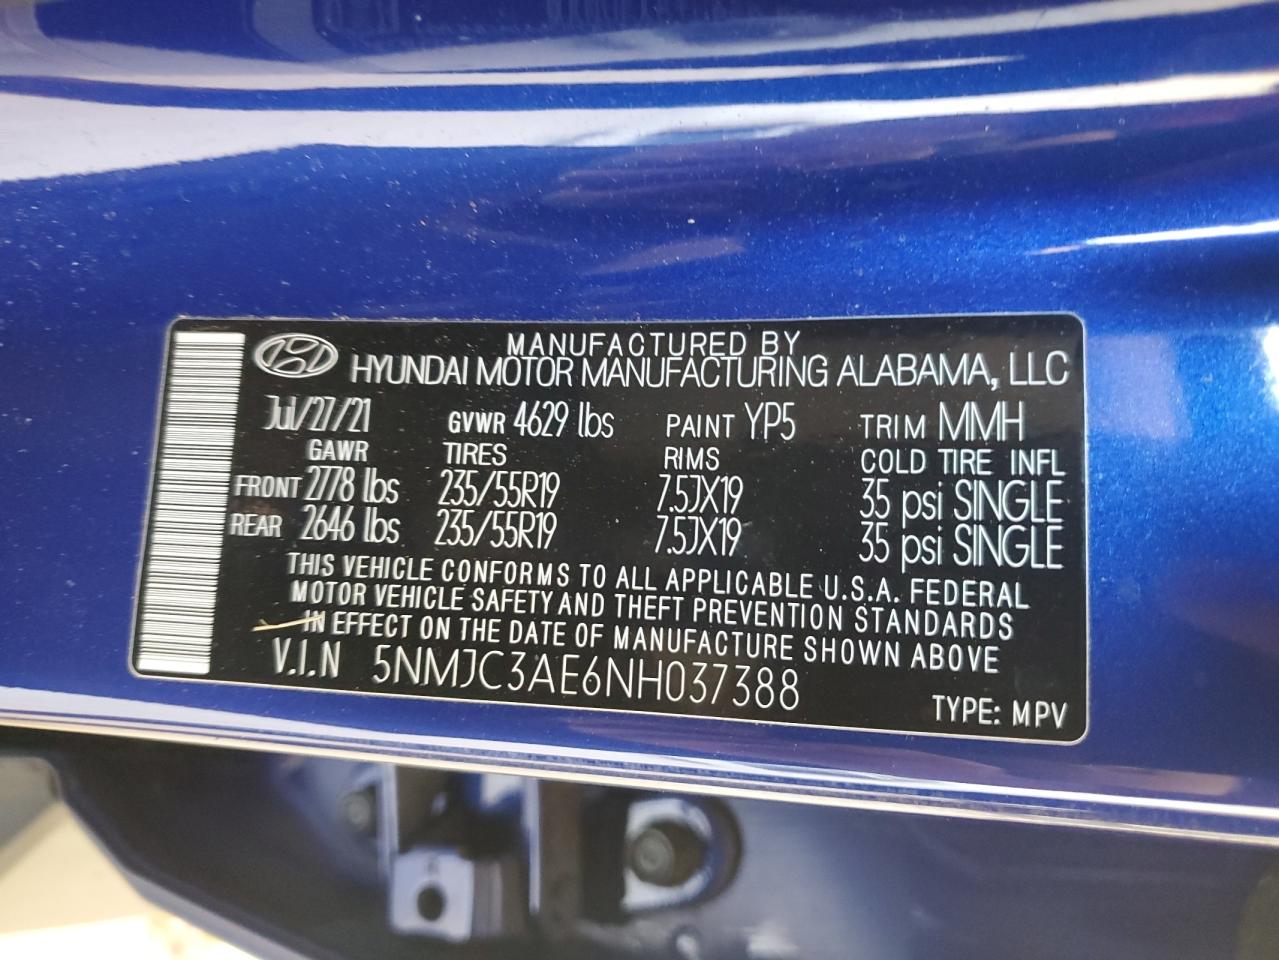 MANUFACTURED BY
HYUNDAI MOTOR MANUFACTURING ALABAMA, LLC
Jul/27/21 GVWR 4629 lbs PAINT YP5 TRIM MMH
GAWR TIRES RIMS COLD TIRE INFL
FRONT 2778 lbs 235/55R19 7.5JX19 35 psi SINGLE
REAR 2646 lbs 235/55R19 7.5JX19 35 psi SINGLE
THIS VEHICLE CONFORMS TO ALL APPLICABLE U.S.A. FEDERAL
MOTOR VEHICLE SAFETY AND THEFT PREVENTION STANDARDS
IN EFFECT ON THE DATE OF MANUFACTURE SHOWN ABOVE
V.I.N 5NMJC3AE6NH037388
TYPE: MPV